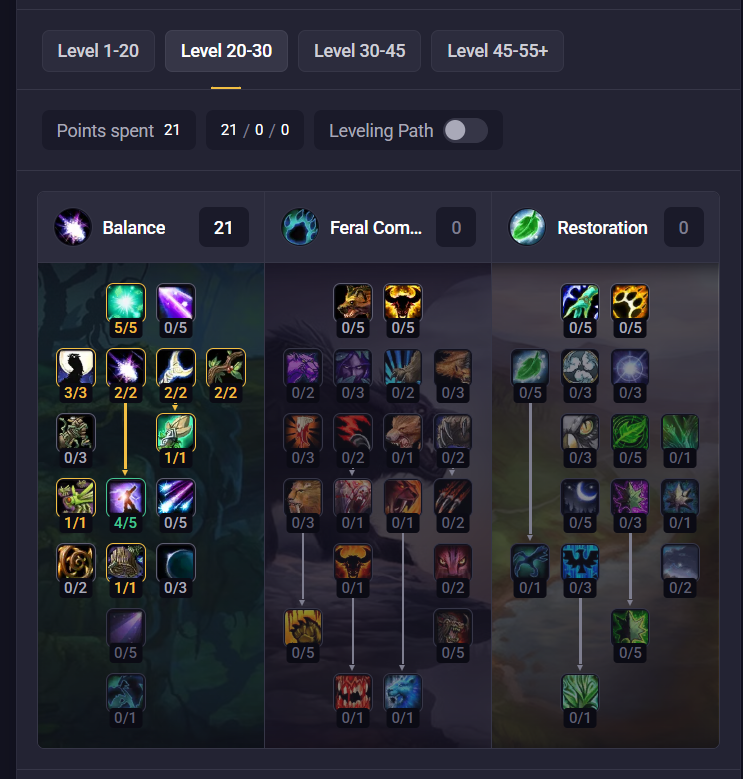 Level 1-20 Level 20-30 Level 30-45 Level 45-55+
Points spent 21 21 / 0 / 0 Leveling Path
Balance 21 Feral Com... 0 Restoration 0
5/5 0/5 0/5 0/5 0/5 0/5
3/3 2/2 2/2 2/2 0/2 0/3 0/2 0/3 0/5 0/3 0/3
0/3 1/1 0/3 0/2 0/1 0/2 0/3 0/5 0/1
1/1 4/5 0/5 0/3 0/1 0/1 0/2 0/5 0/3 0/1
0/2 1/1 0/3 0/1 0/2 0/1 0/3 0/2
0/5 0/5 0/5 0/5
0/1 0/1 0/1 0/1